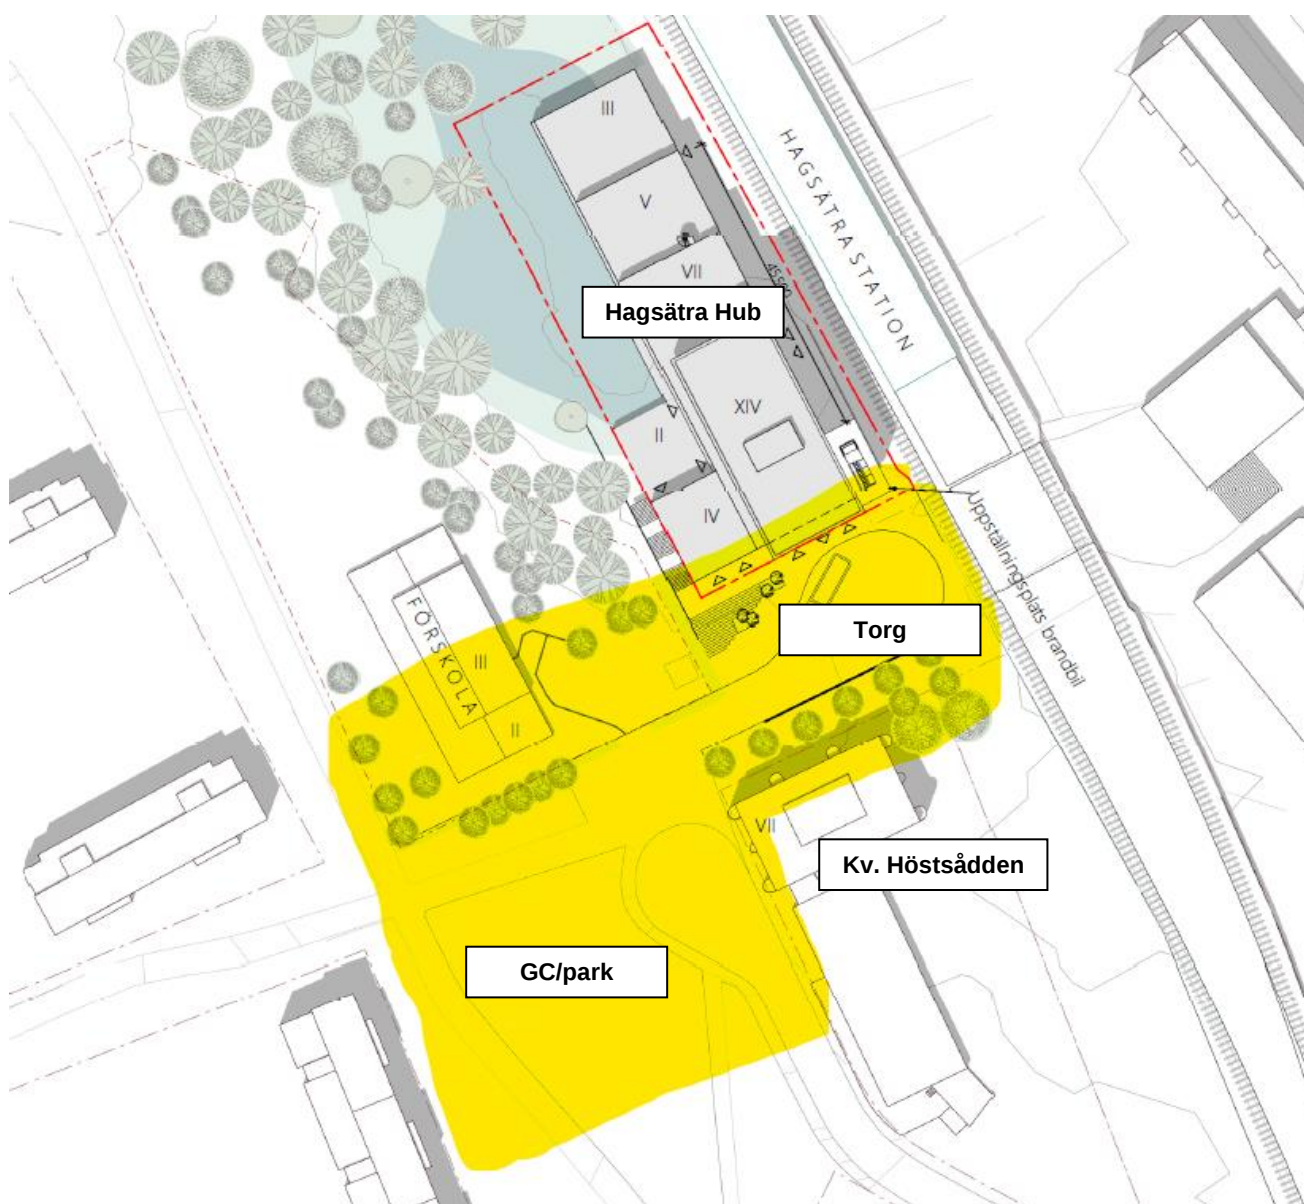 III
HAGSÄTRA STATION
V
VII
45500
Hagsätra Hub
XIV
II
IV
Uppställningsplats brandbil
FÖRSKOLA
III
II
Torg
VII
Kv. Höstsådden
GC/park